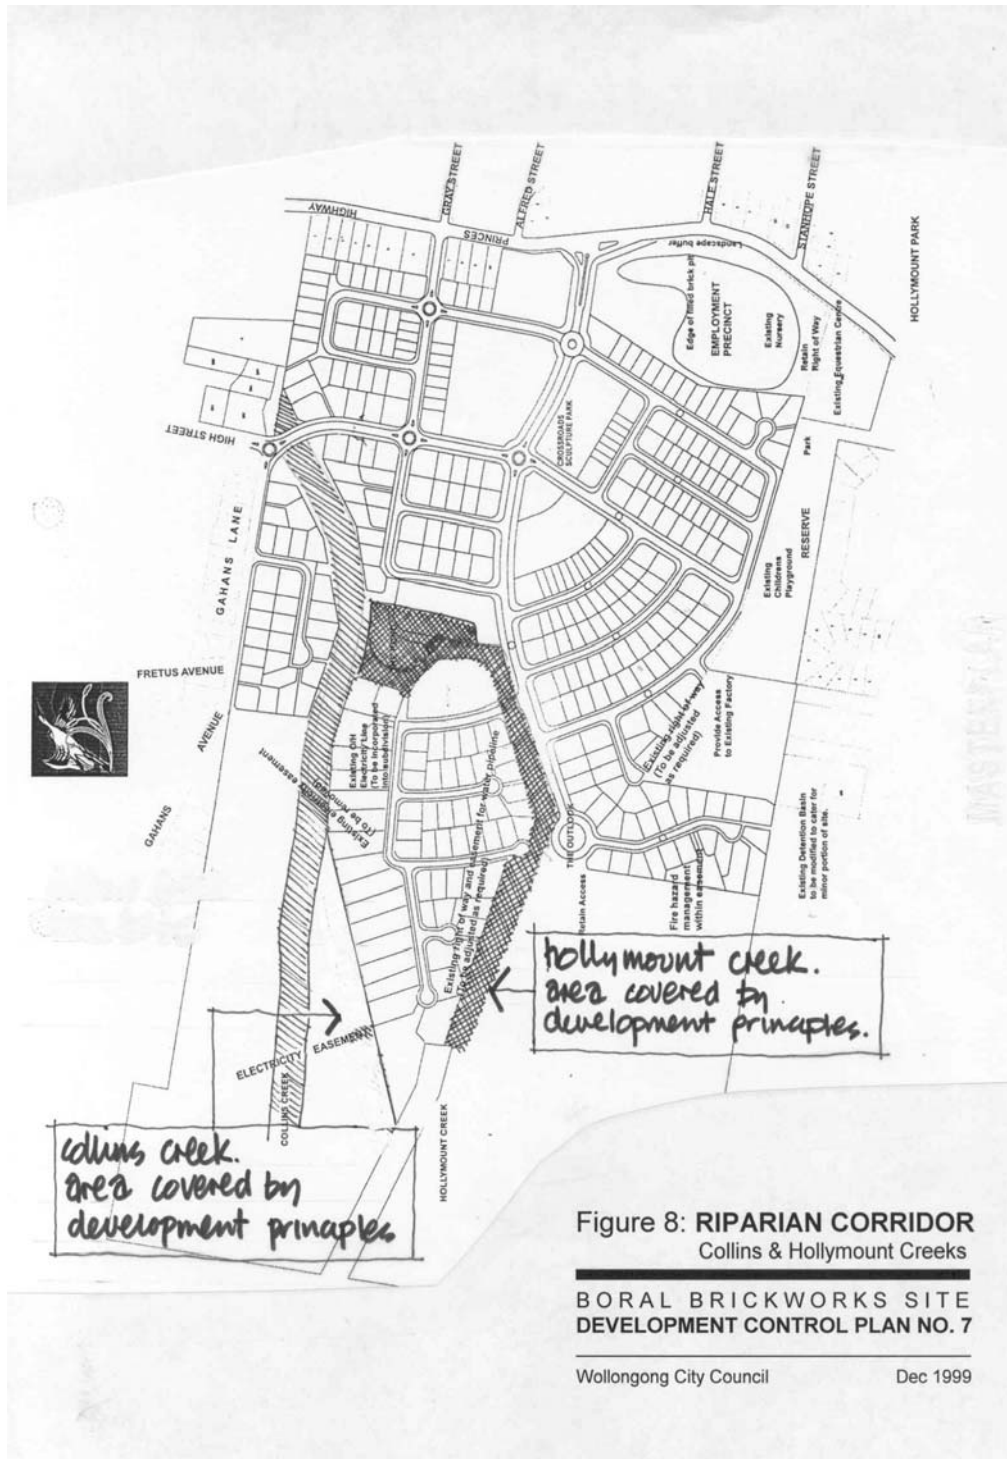 GRAY STREET
ALFRED STREET
HALE STREET
STANHOPE STREET
HIGHWAY
PRINCES
Landscape buffer
HOLLYMOUNT PARK
Edge of filled brick pit
EMPLOYMENT
PRECINCT
Existing
Nursery
Retain
Right of Way
Existing Equestrian Centre
HIGH STREET
CROSSROADS
SCULPTURE PARK
Park
GAHANS LANE
RESERVE
Existing
Childrens
Playground
FRETUS AVENUE
AVENUE
GAHANS
Existing O/H
Electricity Line
(To be incorporated
into subdivision)
Existing right of way
(To be adjusted
as required)
Provide Access
to Existing Factory
(To be removed)
THE OUTLOOK
Existing right of way and easement for water pipeline
(To be adjusted as required)
Retain Access
Fire hazard
management
within easement
Existing Detention Basin
to be modified to cater for
minor portion of site.
hollymount creek.
area covered by
development principles.
ELECTRICITY EASEMENT
COLLINS CREEK
HOLLYMOUNT CREEK
collins creek.
area covered by
development principles
Figure 8: RIPARIAN CORRIDOR
Collins & Hollymount Creeks
BORAL BRICKWORKS SITE
DEVELOPMENT CONTROL PLAN NO. 7
Wollongong City Council Dec 1999